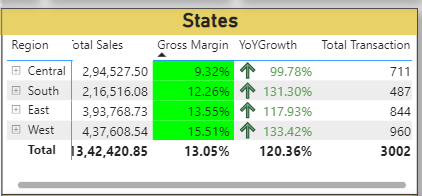 States
Region otal Sales Gross Margin YoYGrowth Total Transaction
Central 2,94,527.50 9.32% 99.78% 711
South 2,16,516.08 12.26% 131.30% 487
East 3,93,768.73 13.55% 117.93% 844
West 4,37,608.54 15.51% 133.42% 960
Total 13,42,420.85 13.05% 120.36% 3002